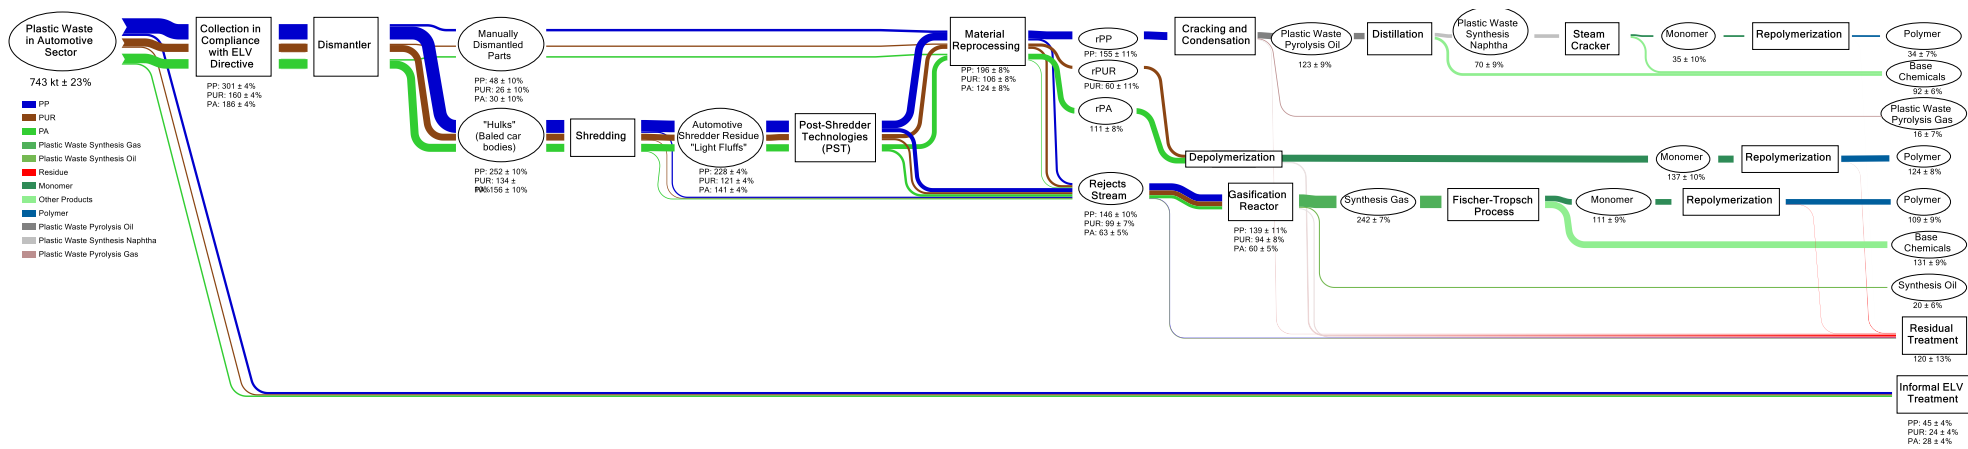 Plastic Waste
in Automotive
Sector
743 kt ± 23%
Collection in
Compliance
with ELV
Directive
PP: 301 ± 4%
PUR: 160 ± 4%
PA: 186 ± 4%
Dismantler
Manually
Dismantled
Parts
PP: 48 ± 10%
PUR: 26 ± 10%
PA: 30 ± 10%
"Hulks"
(Baled car
bodies)
PP: 252 ± 10%
PUR: 134 ±
156 ± 10%
Shredding
Automotive
Shredder Residue
"Light Fluffs"
PP: 228 ± 4%
PUR: 121 ± 4%
PA: 141 ± 4%
Post-Shredder
Technologies
(PST)
Material
Reprocessing
PP: 196 ± 8%
PUR: 106 ± 8%
PA: 124 ± 8%
rPP
PP: 155 ± 11%
rPUR
PUR: 60 ± 11%
rPA
111 ± 8%
Rejects
Stream
PP: 146 ± 10%
PUR: 99 ± 7%
PA: 63 ± 5%
Cracking and
Condensation
Plastic Waste
Pyrolysis Oil
123 ± 9%
Distillation
Plastic Waste
Synthesis
Naphtha
70 ± 9%
Steam
Cracker
Monomer
35 ± 10%
Repolymerization
Polymer
34 ± 7%
Base
Chemicals
92 ± 6%
Plastic Waste
Pyrolysis Gas
16 ± 7%
Depolymerization
Monomer
137 ± 10%
Repolymerization
Polymer
124 ± 8%
Gasification
Reactor
PP: 139 ± 11%
PUR: 94 ± 8%
PA: 60 ± 5%
Synthesis Gas
242 ± 7%
Fischer-Tropsch
Process
Monomer
111 ± 9%
Repolymerization
Polymer
109 ± 9%
Base
Chemicals
131 ± 9%
Synthesis Oil
20 ± 6%
Residual
Treatment
120 ± 13%
Informal ELV
Treatment
PP: 45 ± 4%
PUR: 24 ± 4%
PA: 28 ± 4%
PP
PUR
PA
Plastic Waste Synthesis Gas
Plastic Waste Synthesis Oil
Residue
Monomer
Other Products
Polymer
Plastic Waste Pyrolysis Oil
Plastic Waste Synthesis Naphtha
Plastic Waste Pyrolysis Gas